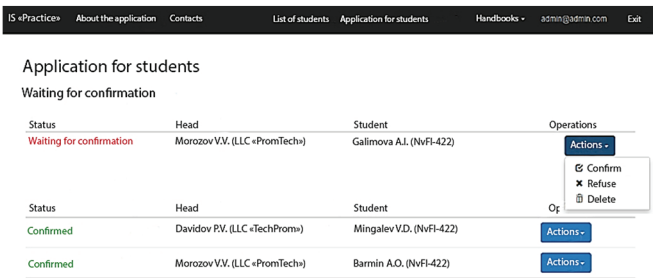 IS «Practice» About the application Contacts List of students Application for students Handbooks admin@admin.com Exit
Application for students
Waiting for confirmation
Status Head Student Operations
Waiting for confirmation Morozov V.V. (LLC «PromTech») Galimova A.I. (NvFI-422) Actions
Confirm
Refuse
Delete
Status Head Student Op
Confirmed Davidov P.V. (LLC «TechProm») Mingalev V.D. (NvFI-422) Actions
Confirmed Morozov V.V. (LLC «PromTech») Barmin A.O. (NvFI-422) Actions